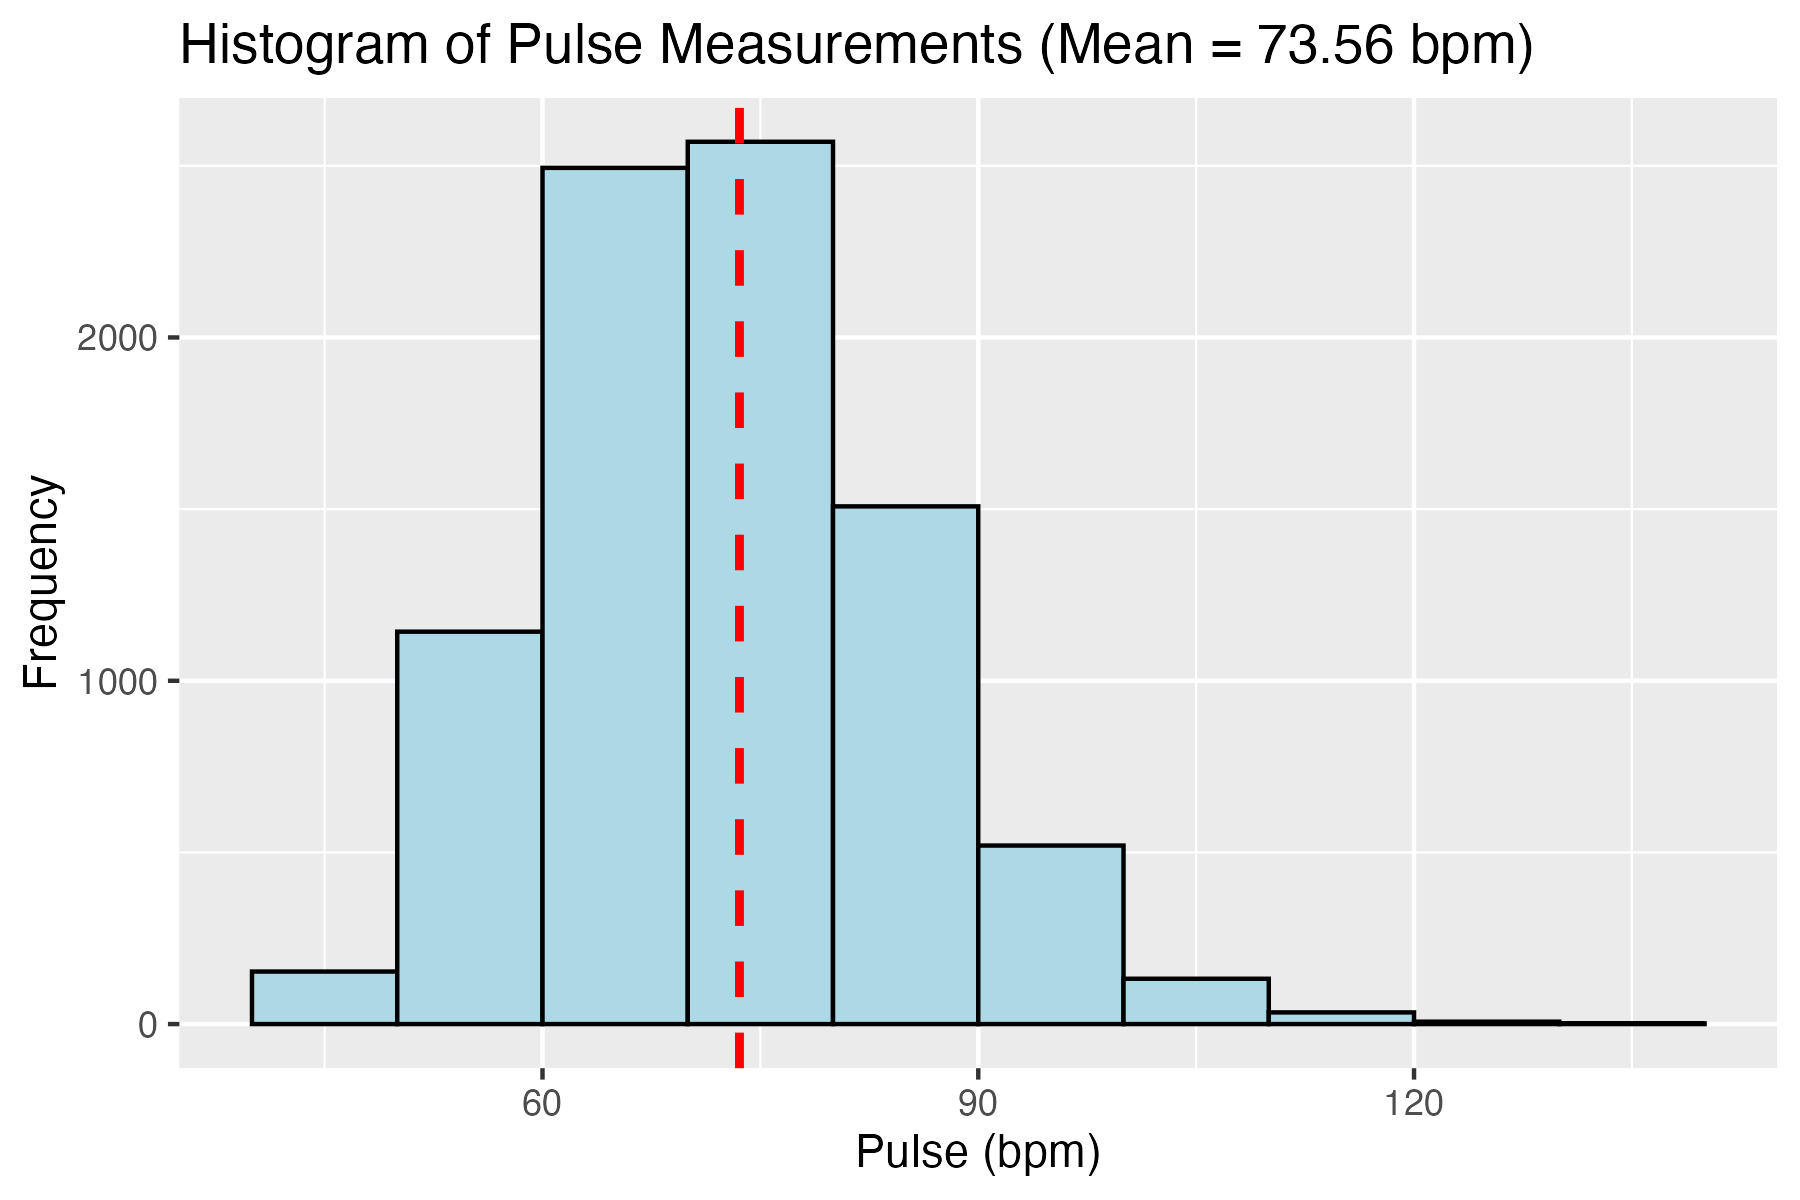 Histogram of Pulse Measurements (Mean = 73.56 bpm)
Frequency
2000
1000
0
60
90
120
Pulse (bpm)